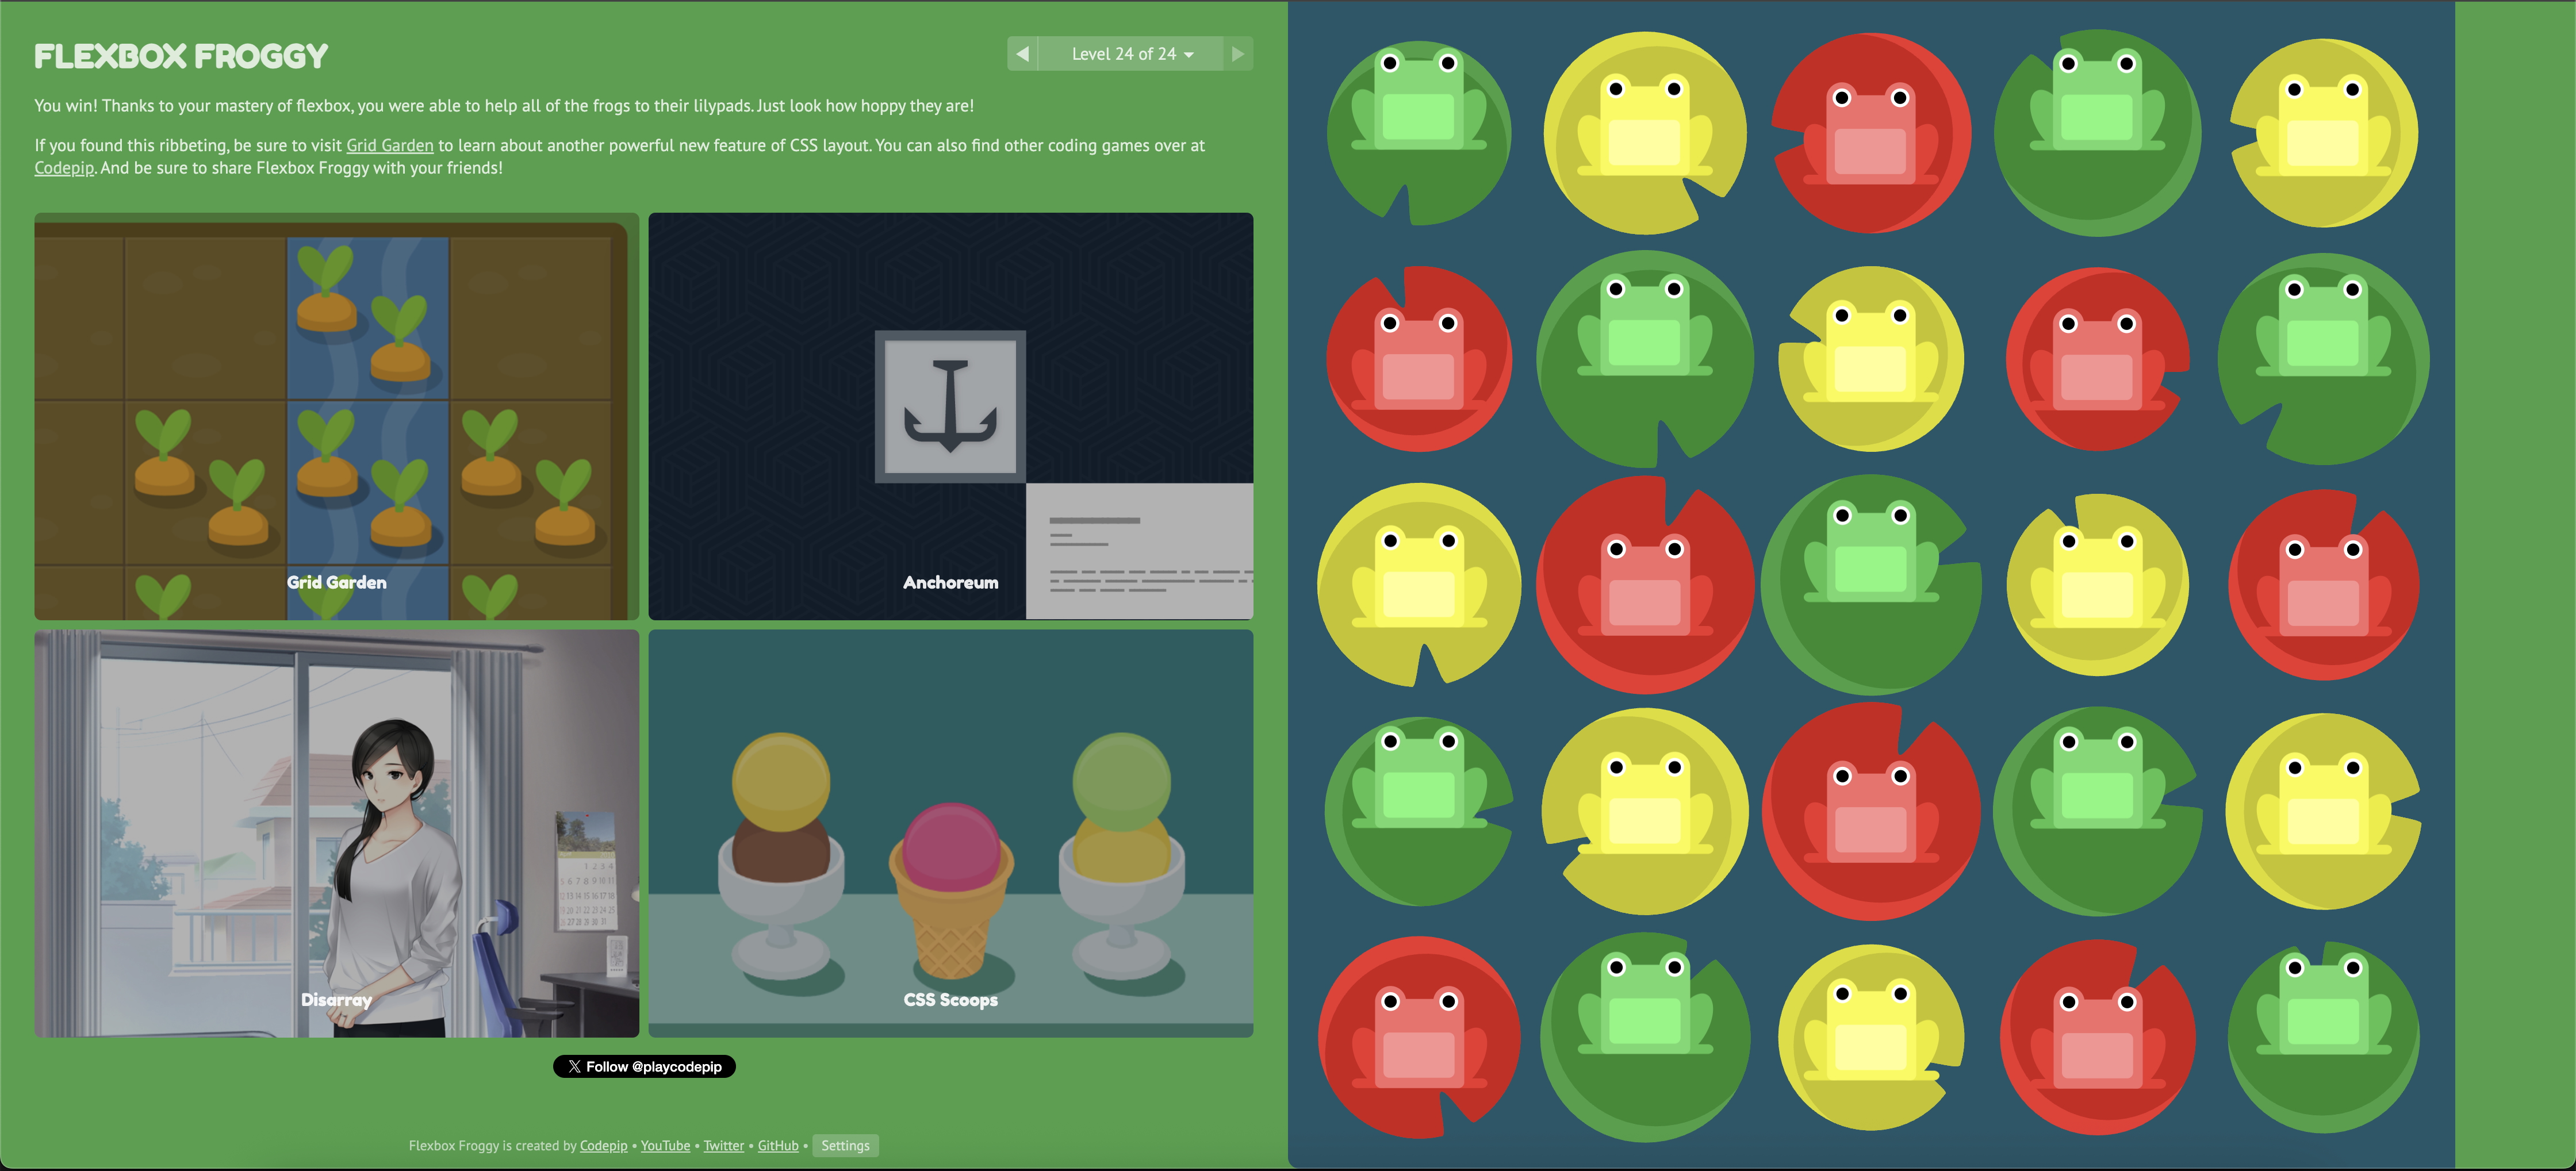 FLEXBOX FROGGY
Level 24 of 24
You win! Thanks to your mastery of flexbox, you were able to help all of the frogs to their lilypads. Just look how hoppy they are!
If you found this ribbeting, be sure to visit Grid Garden to learn about another powerful new feature of CSS layout. You can also find other coding games over at
Codepip. And be sure to share Flexbox Froggy with your friends!
Grid Garden
Anchoreum
Disarray
CSS Scoops
Follow @playcodepip
Flexbox Froggy is created by Codepip • YouTube • Twitter • GitHub • Settings